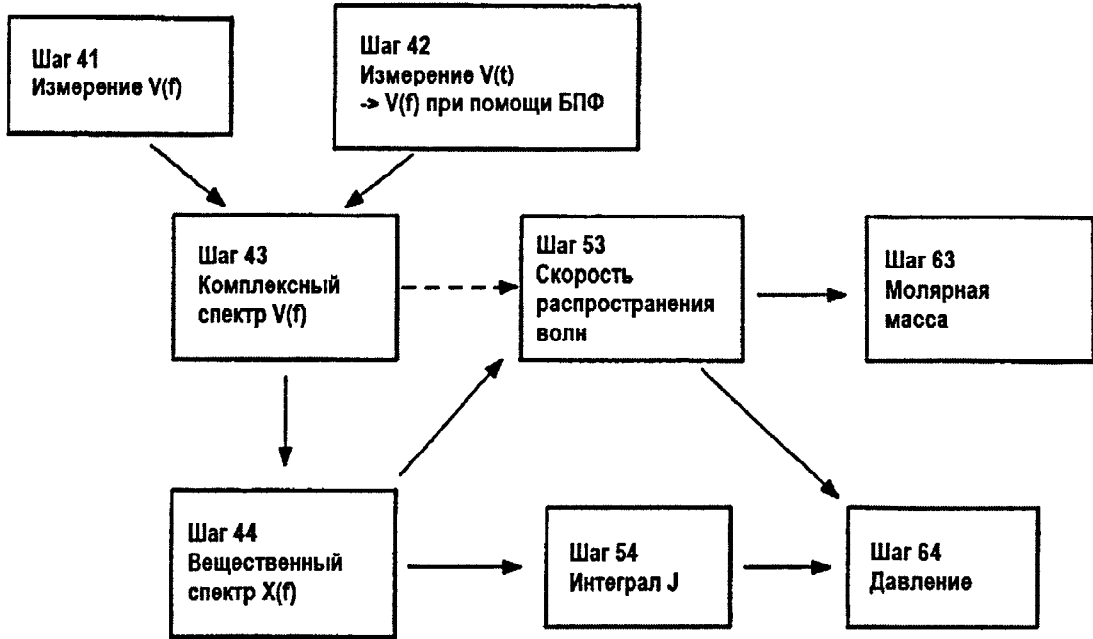 Шаг 41
Измерение V(f)
Шаг 42
Измерение V(t)
-> V(f) при помощи БПФ
Шаг 43
Комплексный
спектр V(f)
Шаг 53
Скорость
распространения
волн
Шаг 63
Молярная
масса
Шаг 44
Вещественный
спектр X(f)
Шаг 54
Интеграл J
Шаг 64
Давление